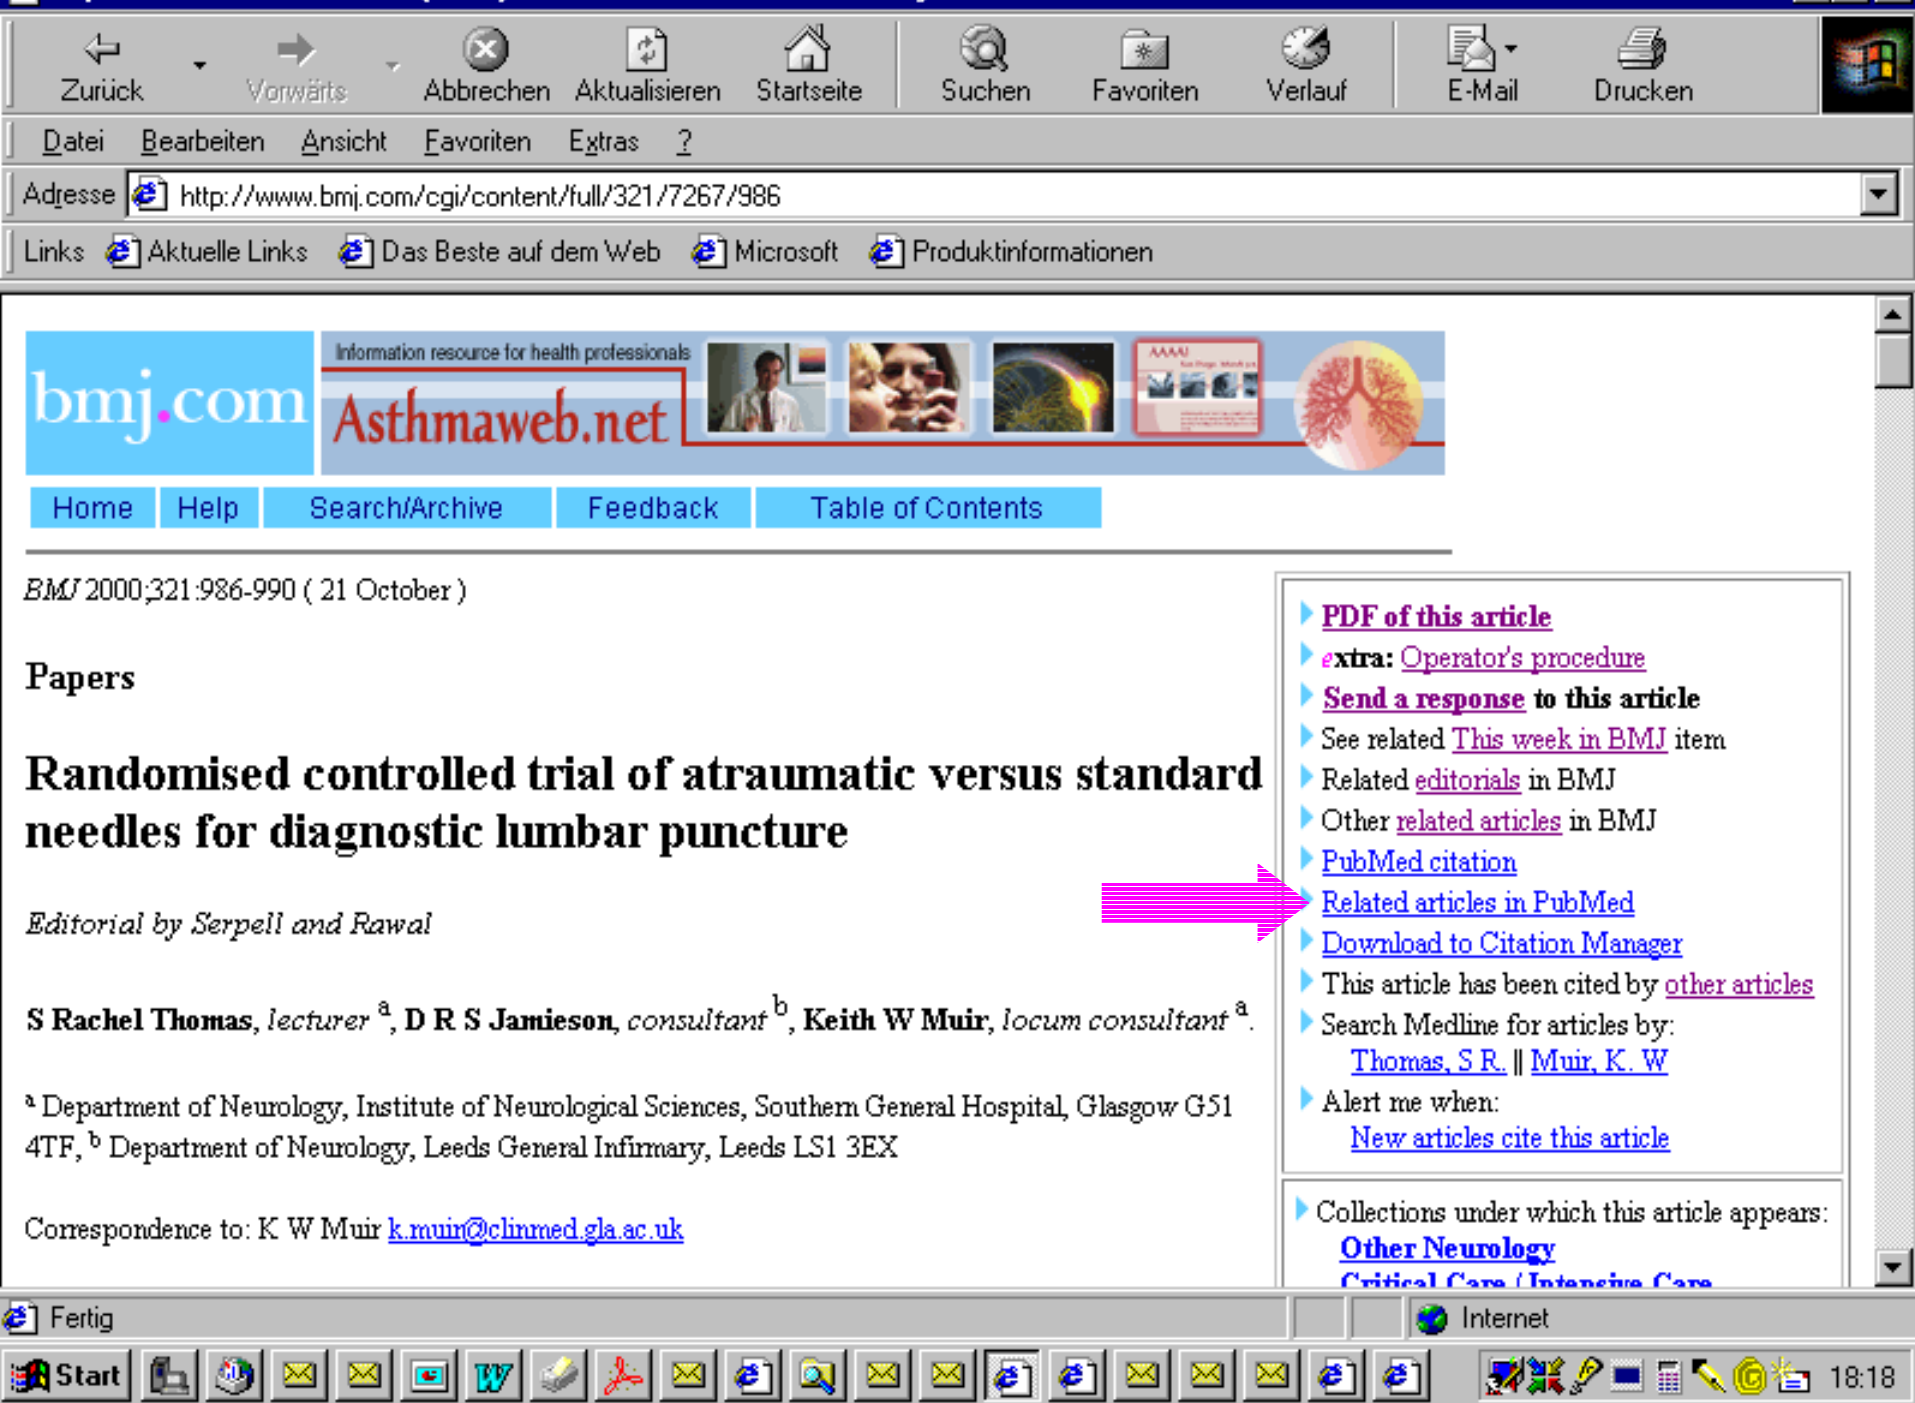 Zurück Vorwärts Abbrechen Aktualisieren Startseite Suchen Favoriten Verlauf E-Mail Drucken
Datei Bearbeiten Ansicht Favoriten Extras ?
Adresse http://www.bmj.com/cgi/content/full/321/7267/986
Links Aktuelle Links Das Beste auf dem Web Microsoft Produktinformationen
bmj.com
Information resource for health professionals
Asthmaweb.net
AAAAI
Home Help Search/Archive Feedback Table of Contents
BMJ 2000;321:986-990 ( 21 October )
Papers
Randomised controlled trial of atraumatic versus standard
needles for diagnostic lumbar puncture
Editorial by Serpell and Rawal
S Rachel Thomas, lecturer a, D R S Jamieson, consultant b, Keith W Muir, locum consultant a.
a Department of Neurology, Institute of Neurological Sciences, Southern General Hospital, Glasgow G51
4TF, b Department of Neurology, Leeds General Infirmary, Leeds LS1 3EX
Correspondence to: K W Muir k.muir@clinmed.gla.ac.uk
PDF of this article
extra: Operator's procedure
Send a response to this article
See related This week in BMJ item
Related editorials in BMJ
Other related articles in BMJ
PubMed citation
Related articles in PubMed
Download to Citation Manager
This article has been cited by other articles
Search Medline for articles by:
Thomas, S R. || Muir, K. W
Alert me when:
New articles cite this article
Collections under which this article appears:
Other Neurology
Critical Care / Intensive Care
Fertig Internet
Start 18:18